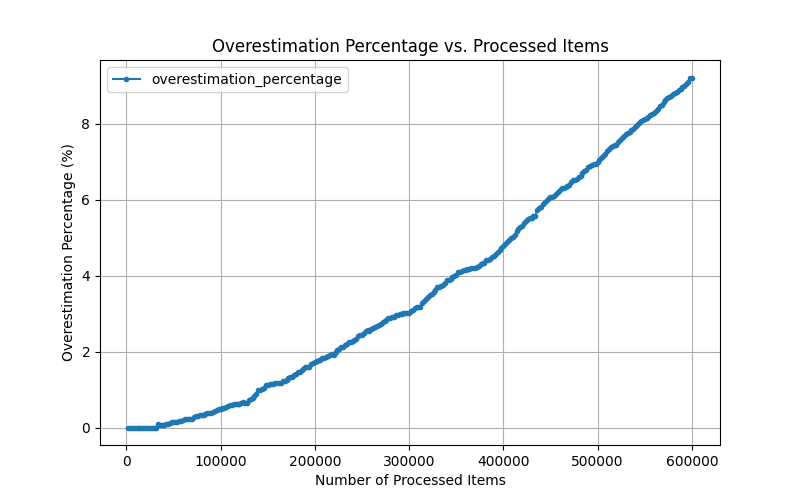 Overestimation Percentage vs. Processed Items
overestimation_percentage
Overestimation Percentage (%)
8
6
4
2
0
0 100000 200000 300000 400000 500000 600000
Number of Processed Items